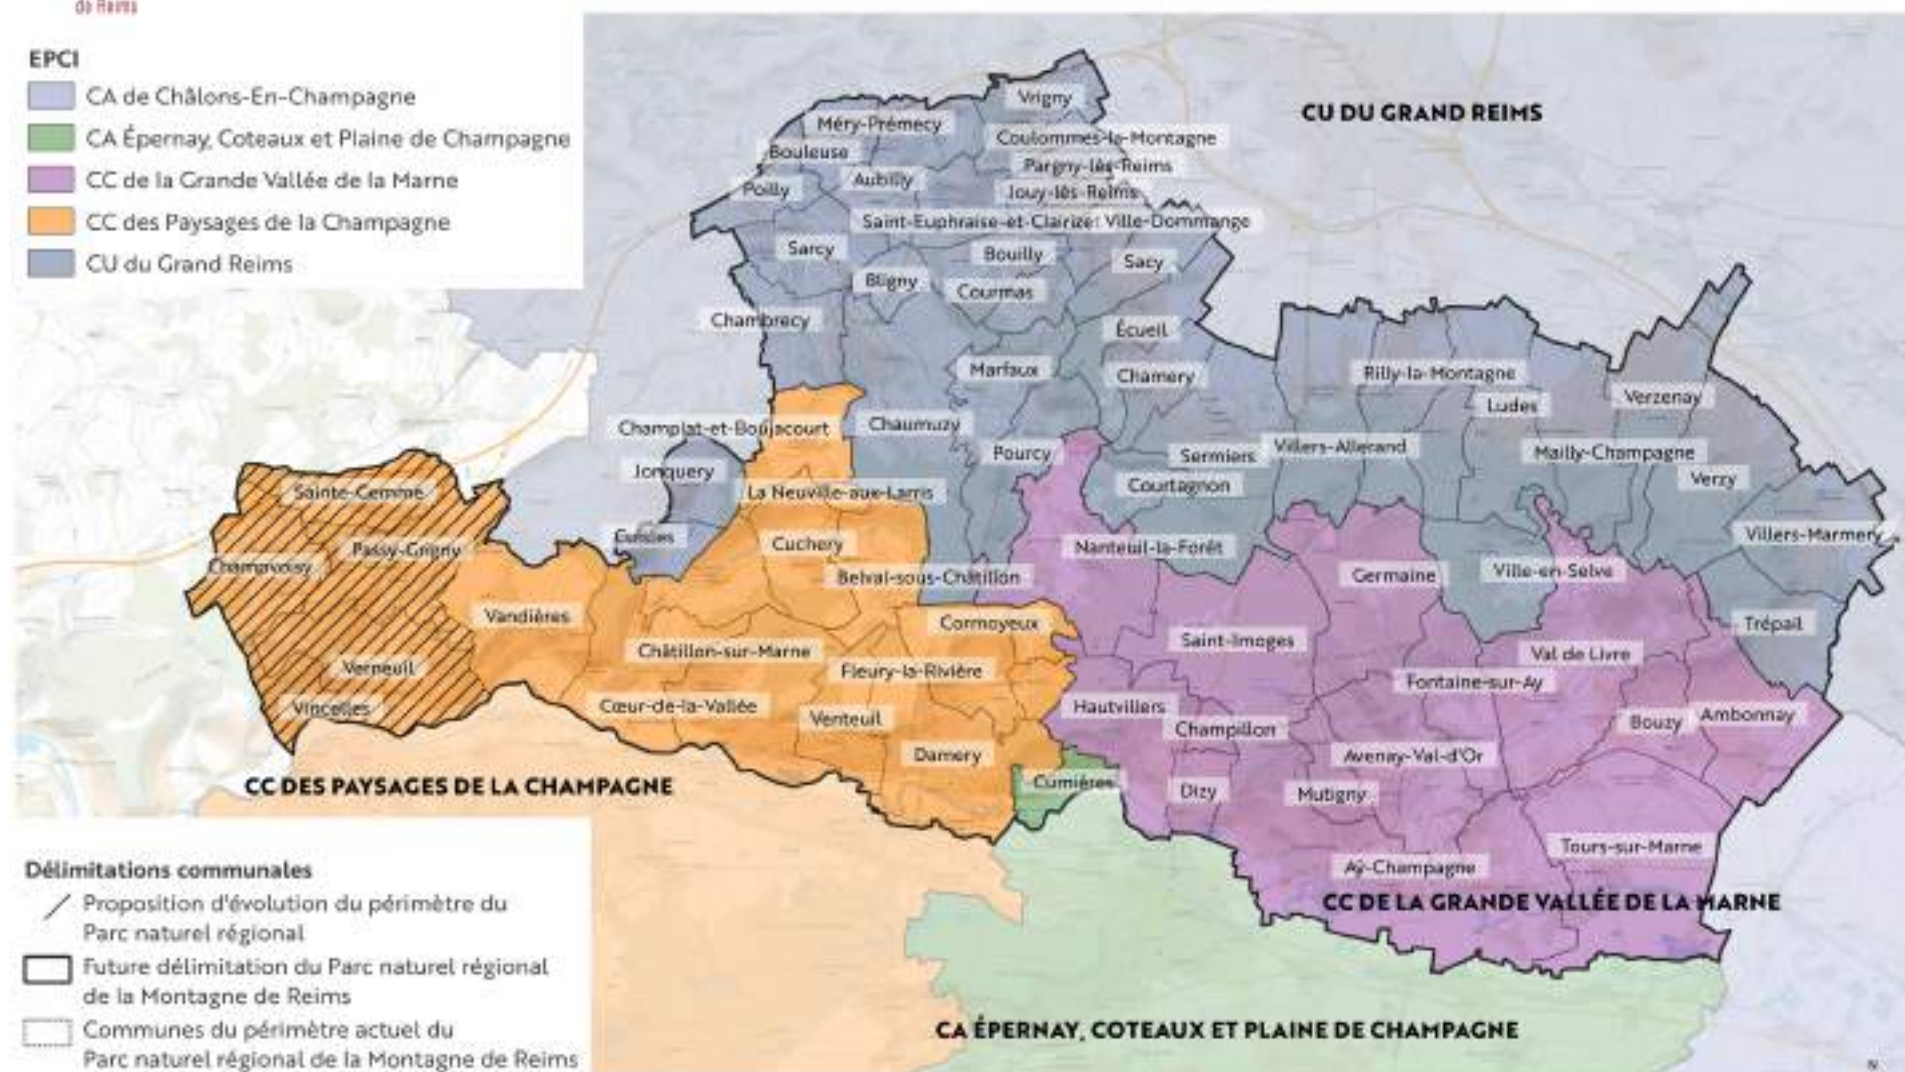 de Reims
EPCI
CA de Châlons-En-Champagne
CA Épernay, Coteaux et Plaine de Champagne
CC de la Grande Vallée de la Marne
CC des Paysages de la Champagne
CU du Grand Reims
CU DU GRAND REIMS
Vrigny
Méry-Prémecy
Coulommes-la-Montagne
Bouleuse
Pargny-lès-Reims
Aubilly
Poilly
Jouy-lès-Reims
Saint-Euphraise-et-Clairizet
Ville-Dommange
Sarcy
Bouilly
Sacy
Bligny
Courmas
Chambrecy
Écueil
Marfaux
Rilly-la-Montagne
Chamery
Verzenay
Ludes
Champlat-et-Boujacourt
Chaumuzy
Villers-Allerand
Pourcy
Sermiers
Mailly-Champagne
Jonquery
Verzy
Courtagnon
Sainte-Gemme
La Neuville-aux-Larris
Villers-Marmery
Cuisles
Cuchery
Nanteuil-la-Forêt
Passy-Grigny
Champvoisy
Belval-sous-Châtillon
Germaine
Ville-en-Selve
Vandières
Cormoyeux
Trépail
Saint-Imoges
Châtillon-sur-Marne
Val de Livre
Verneuil
Fleury-la-Rivière
Fontaine-sur-Ay
Vincelles
Cœur-de-la-Vallée
Hautvillers
Venteuil
Champillon
Bouzy
Ambonnay
Damery
Avenay-Val-d'Or
CC DES PAYSAGES DE LA CHAMPAGNE
Cumières
Dizy
Mutigny
Tours-sur-Marne
Aÿ-Champagne
CC DE LA GRANDE VALLÉE DE LA MARNE
CA ÉPERNAY, COTEAUX ET PLAINE DE CHAMPAGNE
Délimitations communales
Proposition d'évolution du périmètre du
Parc naturel régional
Future délimitation du Parc naturel régional
de la Montagne de Reims
Communes du périmètre actuel du
Parc naturel régional de la Montagne de Reims
N